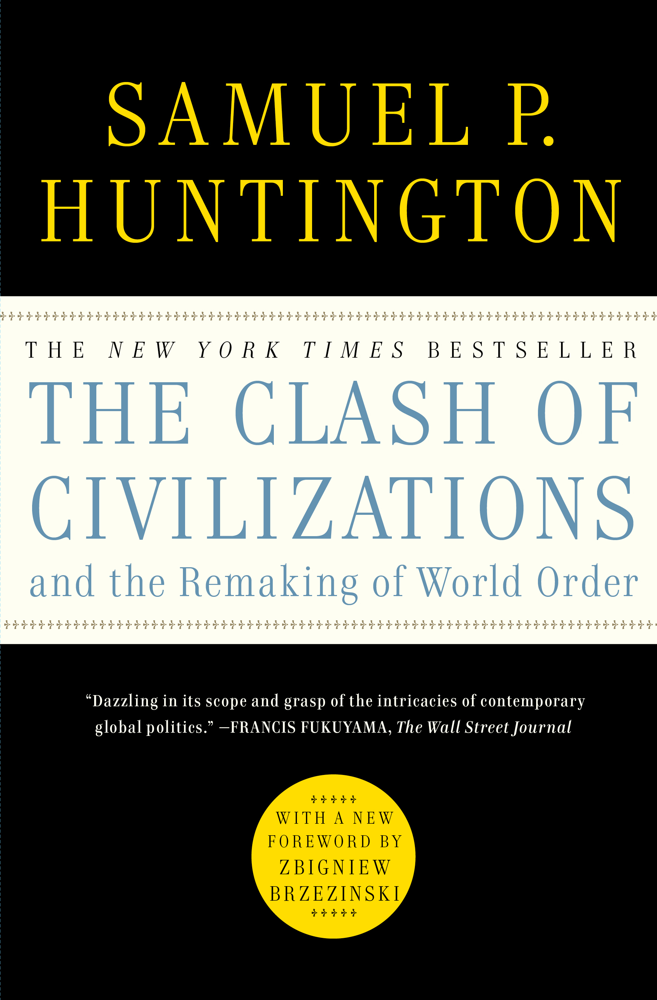 SAMUEL P.
HUNTINGTON
THE NEW YORK TIMES BESTSELLER
THE CLASH OF
CIVILIZATIONS
and the Remaking of World Order
“Dazzling in its scope and grasp of the intricacies of contemporary
global politics.” —FRANCIS FUKUYAMA, The Wall Street Journal
WITH A NEW
FOREWORD BY
ZBIGNIEW
BRZEZINSKI